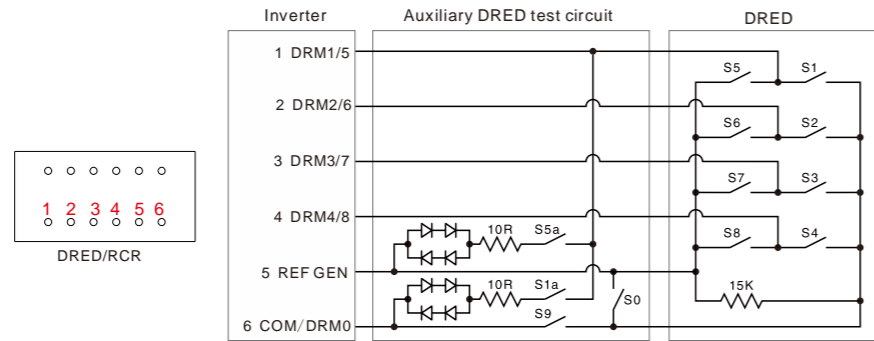 Inverter
Auxiliary DRED test circuit
DRED
1 DRM1/5
S5
S1
2 DRM2/6
S6
S2
3 DRM3/7
S7
S3
1 2 3 4 5 6
DRED/RCR
4 DRM4/8
10R
S5a
S8
S4
5 REF GEN
10R
S1a
S0
15K
S9
6 COM/DRM0